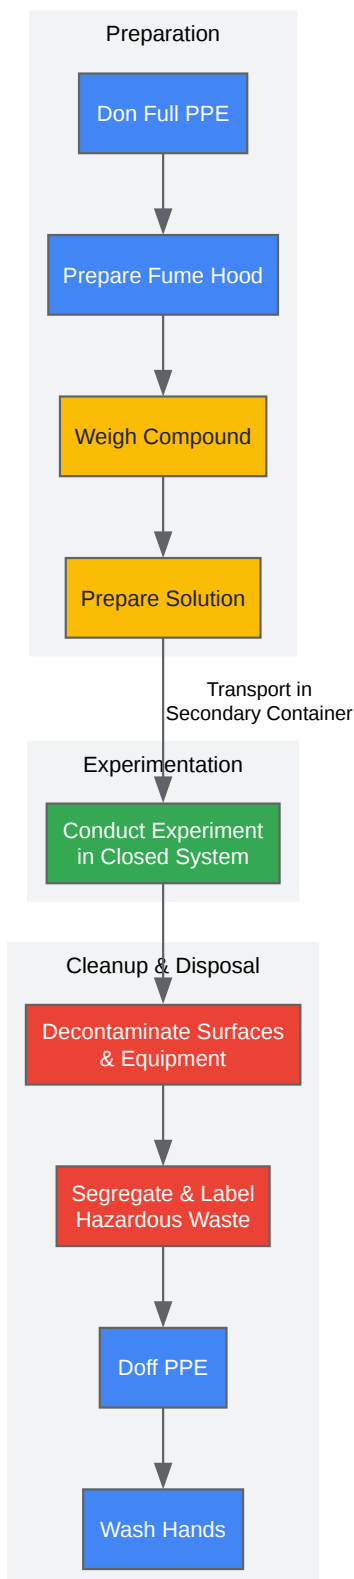 Preparation
Don Full PPE
Prepare Fume Hood
Weigh Compound
Prepare Solution
Transport in
Secondary Container
Experimentation
Conduct Experiment
in Closed System
Cleanup & Disposal
Decontaminate Surfaces
& Equipment
Segregate & Label
Hazardous Waste
Doff PPE
Wash Hands